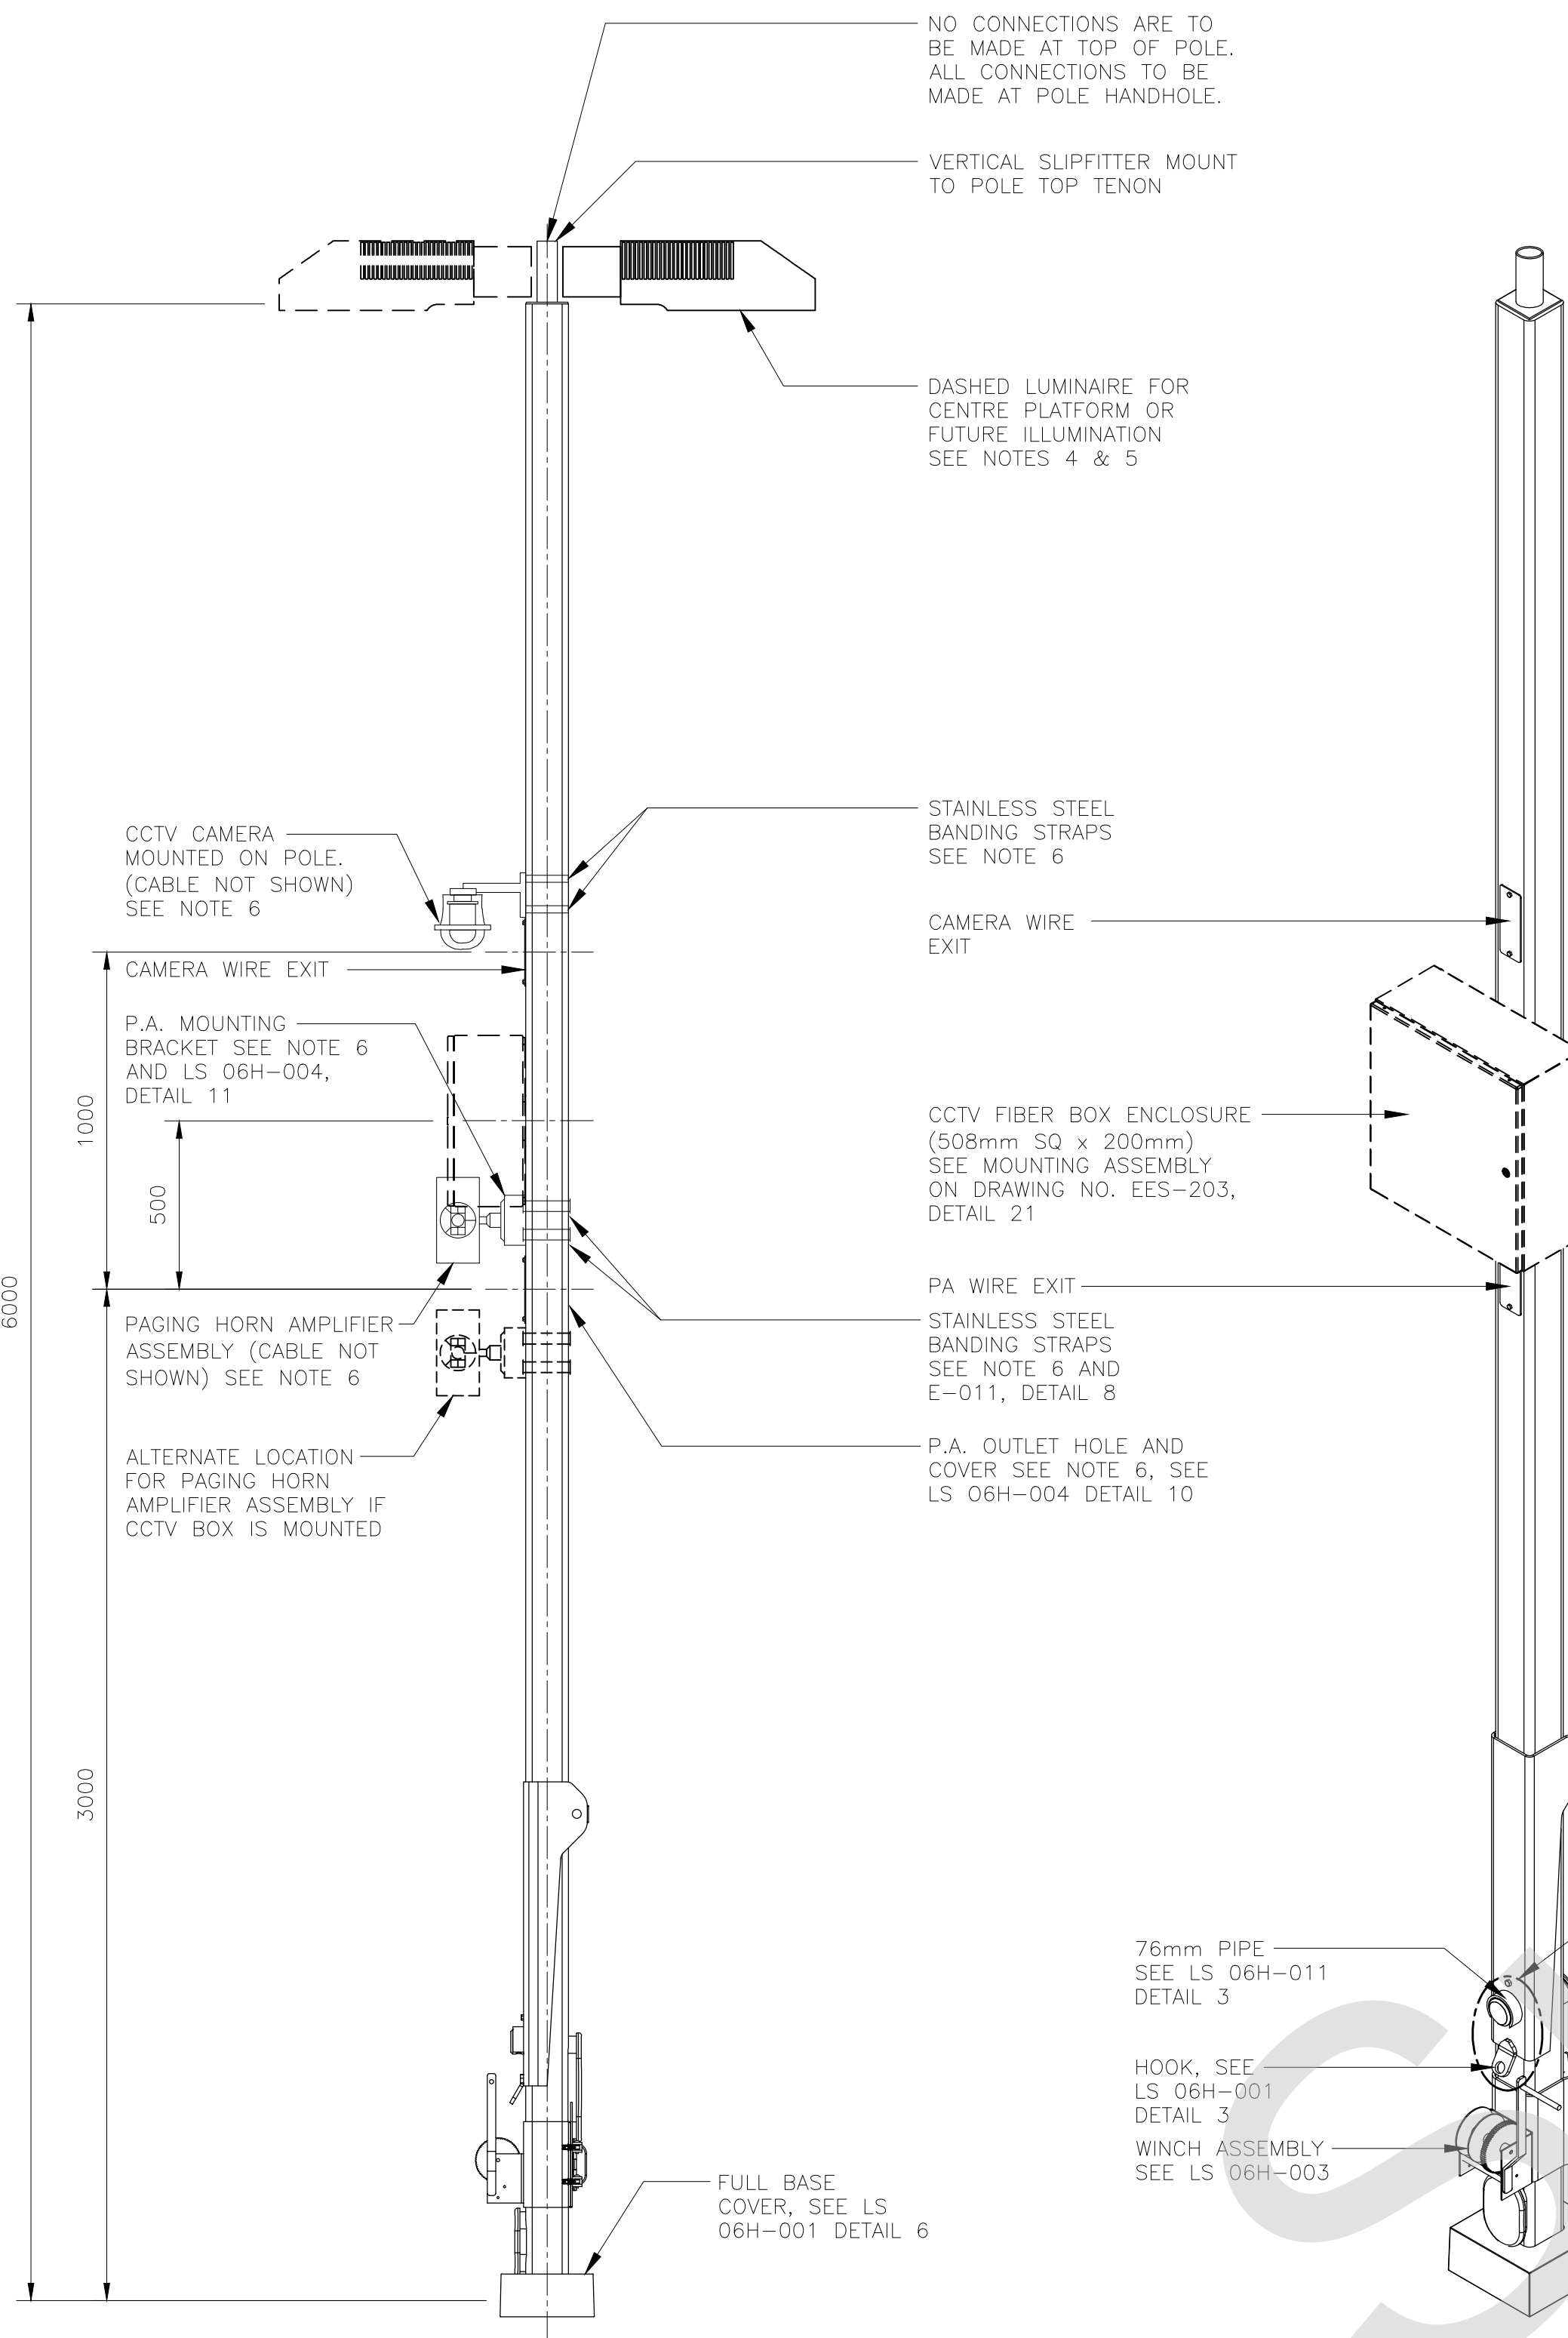 NO CONNECTIONS ARE TO
BE MADE AT TOP OF POLE.
ALL CONNECTIONS TO BE
MADE AT POLE HANDHOLE.
VERTICAL SLIPFITTER MOUNT
TO POLE TOP TENON
DASHED LUMINAIRE FOR
CENTRE PLATFORM OR
FUTURE ILLUMINATION
SEE NOTES 4 & 5
STAINLESS STEEL
BANDING STRAPS
SEE NOTE 6
CCTV CAMERA
MOUNTED ON POLE.
(CABLE NOT SHOWN)
SEE NOTE 6
CAMERA WIRE
EXIT
CAMERA WIRE EXIT
P.A. MOUNTING
BRACKET SEE NOTE 6
AND LS 06H-004,
DETAIL 11
1000
500
6000
CCTV FIBER BOX ENCLOSURE
(508mm SQ x 200mm)
SEE MOUNTING ASSEMBLY
ON DRAWING NO. EES-203,
DETAIL 21
PA WIRE EXIT
STAINLESS STEEL
BANDING STRAPS
SEE NOTE 6 AND
E-011, DETAIL 8
PAGING HORN AMPLIFIER
ASSEMBLY (CABLE NOT
SHOWN) SEE NOTE 6
P.A. OUTLET HOLE AND
COVER SEE NOTE 6, SEE
LS 06H-004 DETAIL 10
ALTERNATE LOCATION
FOR PAGING HORN
AMPLIFIER ASSEMBLY IF
CCTV BOX IS MOUNTED
3000
76mm PIPE
SEE LS 06H-011
DETAIL 3
HOOK, SEE
LS 06H-001
DETAIL 3
WINCH ASSEMBLY
SEE LS 06H-003
FULL BASE
COVER, SEE LS
06H-001 DETAIL 6